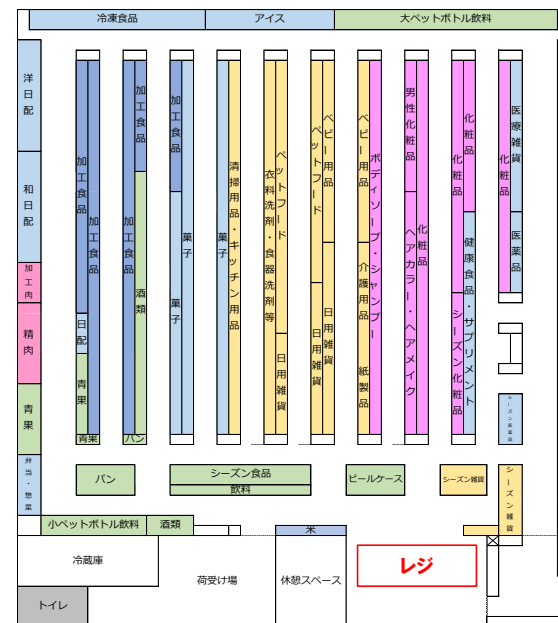 冷凍食品
アイス
大ペットボトル飲料
洋日配
和日配
加工肉
精肉
青果
弁当・惣菜
加工食品
加工食品
日配
青果
青果
加工食品
加工食品
酒類
パン
加工食品
菓子
菓子
菓子
清掃用品・キッチン用品
衣料洗剤・食器洗剤等
ペットフード
日用雑貨
ペットフード
日用雑貨
ベビー用品
日用雑貨
ベビー用品
介護用品
紙製品
ボディソープ・シャンプー
男性化粧品
ヘアカラー・ヘアメイク
化粧品
化粧品
シーズン化粧品
化粧品
健康食品・サプリメント
化粧品
医療雑貨
医薬品
パン
シーズン食品
飲料
ビールケース
シーズン雑貨
シーズン雑貨
小ペットボトル飲料
酒類
米
冷蔵庫
荷受け場
休憩スペース
レジ
トイレ